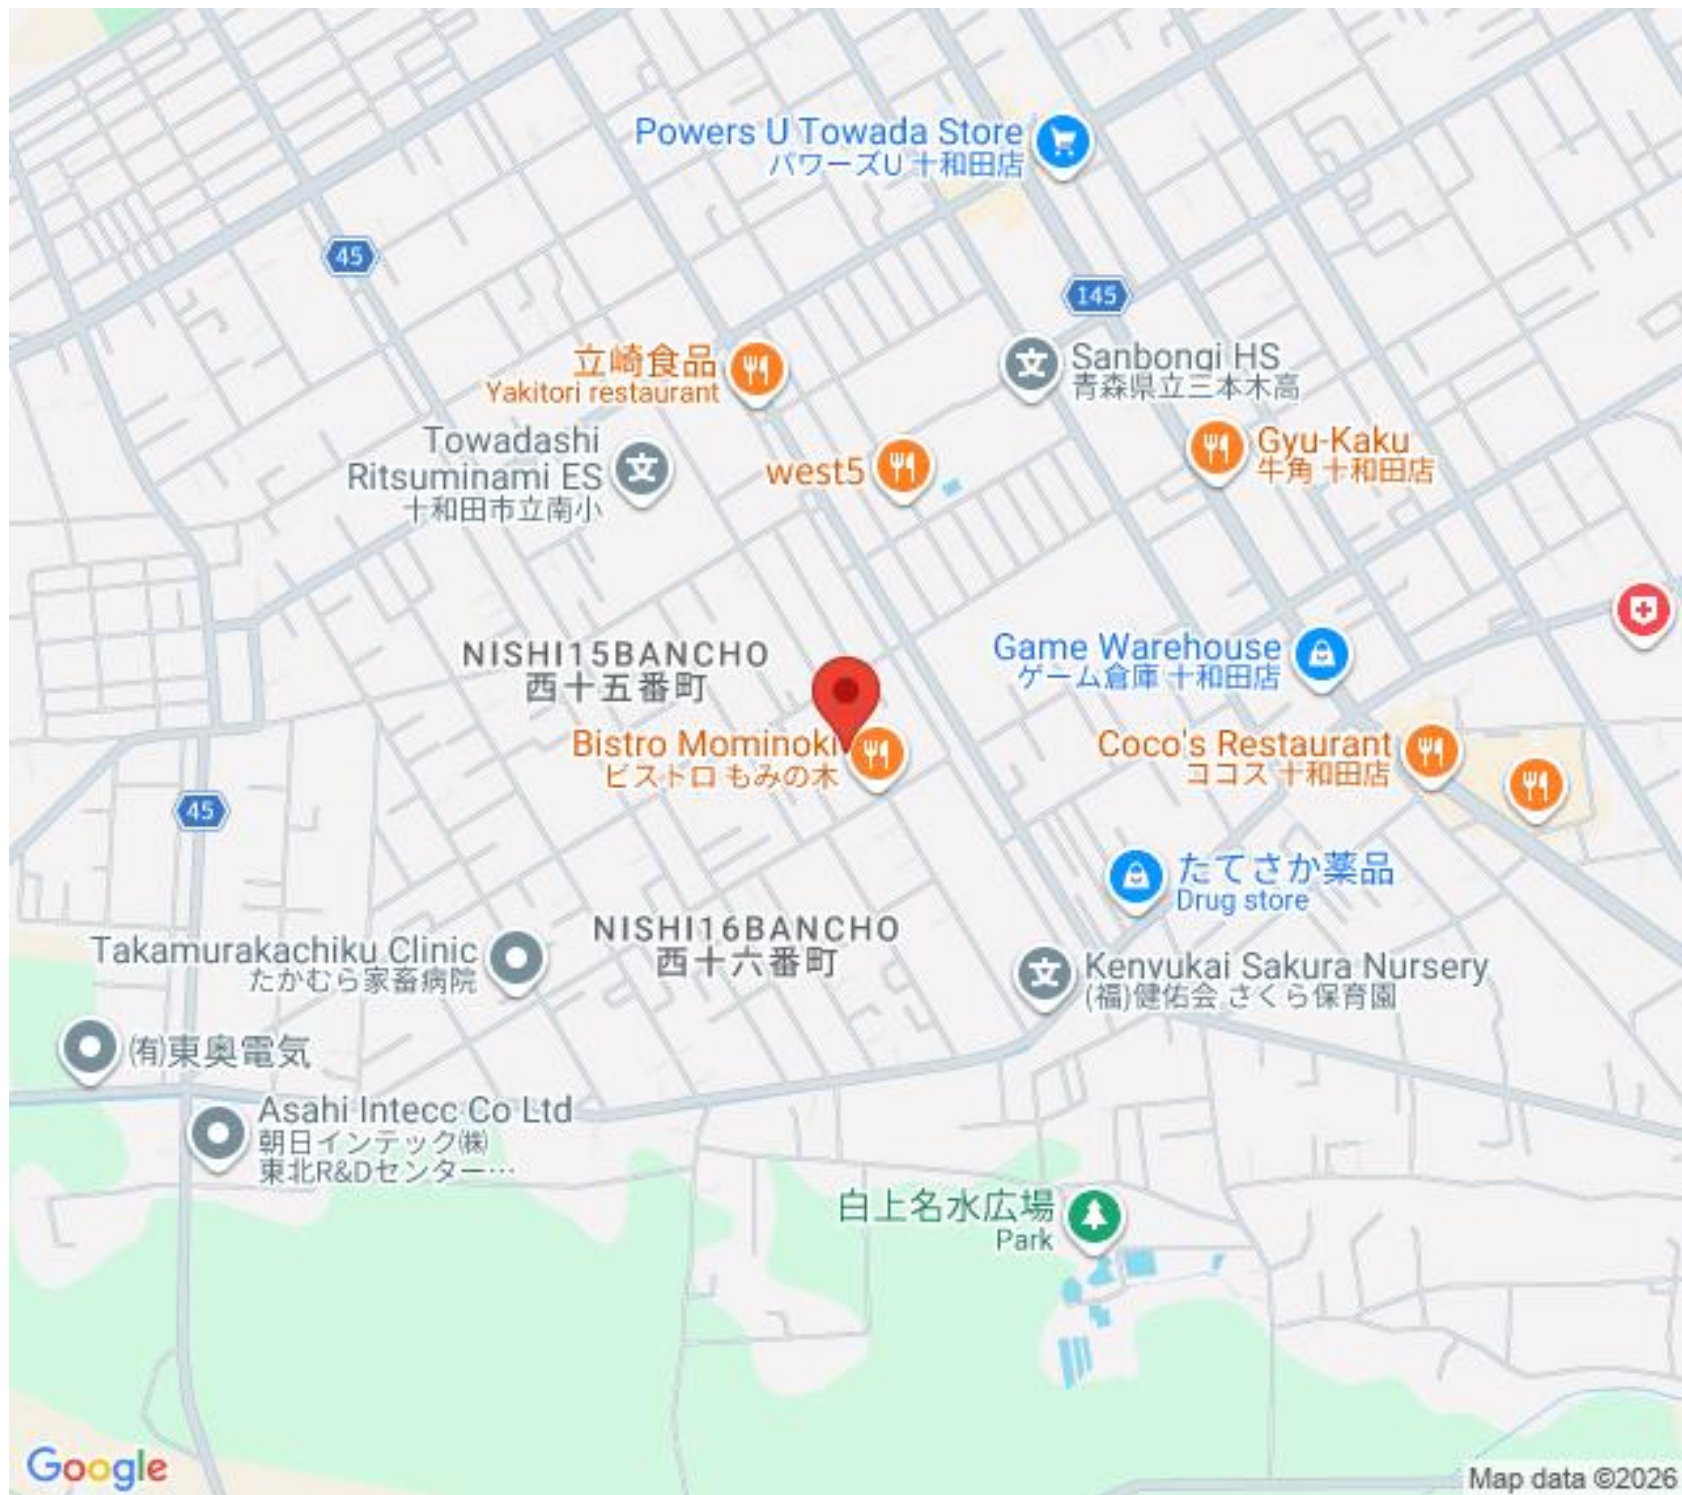 Powers U Towada Store
パワーズU 十和田店
45
145
立崎食品
Yakitori restaurant
Sanbongi HS
青森県立三本木高
Towadashi
Ritsuminami ES
十和田市立南小
west5
Gyu-Kaku
牛角 十和田店
NISHI15BANCHO
西十五番町
Game Warehouse
ゲーム倉庫 十和田店
Bistro Mominoki
ビストロ もみの木
Coco's Restaurant
ココス 十和田店
45
たてさか薬品
Drug store
NISHI16BANCHO
西十六番町
Takamurakachiku Clinic
たかむら家畜病院
Kenyukai Sakura Nursery
(福)健佑会 さくら保育園
㈲東奥電気
Asahi Intecc Co Ltd
朝日インテック㈱
東北R&Dセンター…
白上名水広場
Park
Google
Map data ©2026